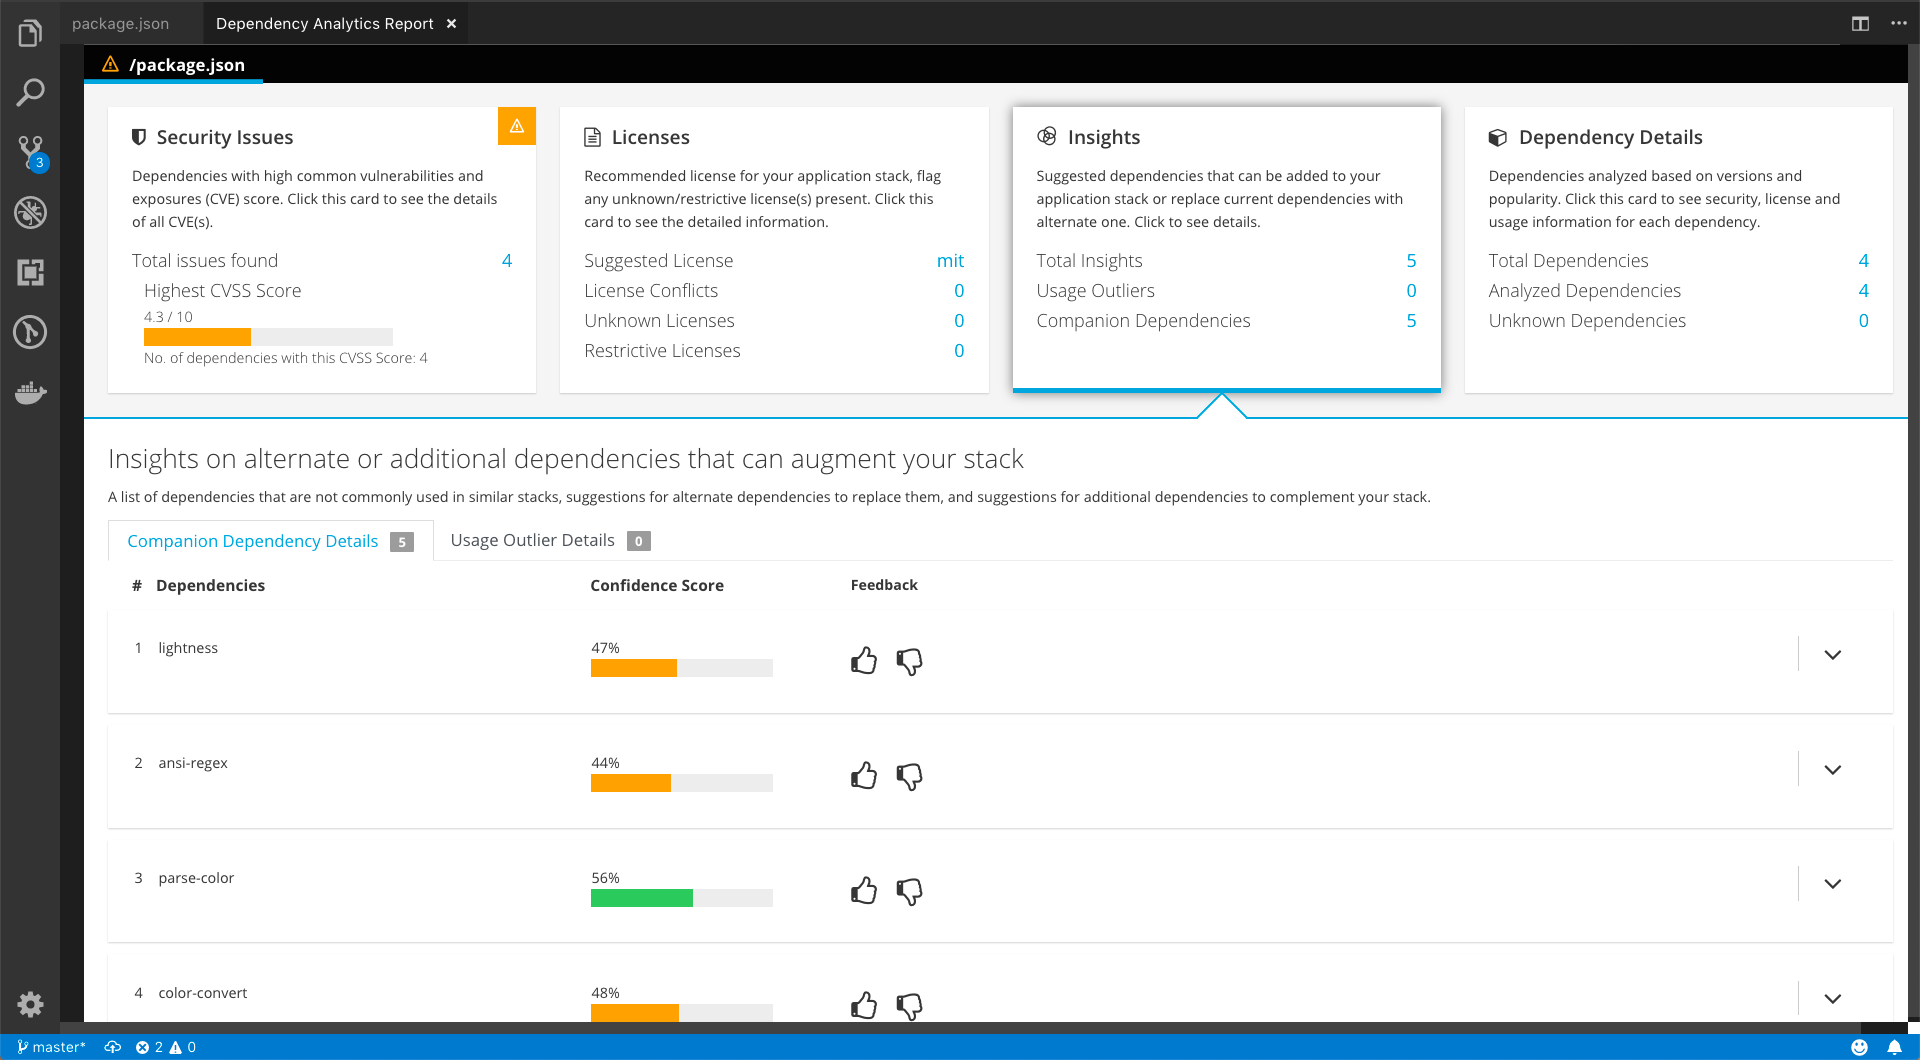 package.json
Dependency Analytics Report
/package.json
Security Issues
Dependencies with high common vulnerabilities and
exposures (CVE) score. Click this card to see the details
of all CVE(s).
Total issues found 4
Highest CVSS Score
4.3 / 10
No. of dependencies with this CVSS Score: 4
Licenses
Recommended license for your application stack, flag
any unknown/restrictive license(s) present. Click this
card to see the detailed information.
Suggested License mit
License Conflicts 0
Unknown Licenses 0
Restrictive Licenses 0
Insights
Suggested dependencies that can be added to your
application stack or replace current dependencies with
alternate one. Click to see details.
Total Insights 5
Usage Outliers 0
Companion Dependencies 5
Dependency Details
Dependencies analyzed based on versions and
popularity. Click this card to see security, license and
usage information for each dependency.
Total Dependencies 4
Analyzed Dependencies 4
Unknown Dependencies 0
3
Insights on alternate or additional dependencies that can augment your stack
A list of dependencies that are not commonly used in similar stacks, suggestions for alternate dependencies to replace them, and suggestions for additional dependencies to complement your stack.
Companion Dependency Details 5 Usage Outlier Details 0
# Dependencies Confidence Score Feedback
1 lightness 47%
2 ansi-regex 44%
3 parse-color 56%
4 color-convert 48%
master* 2 0